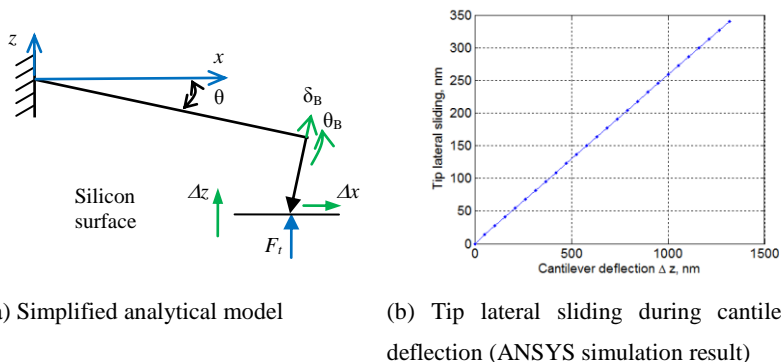 z
x
θ
δB
θB
Δz
Δx
Silicon
surface
Ft
350
300
250
200
150
100
50
0
Tip lateral sliding, nm
0 500 1000 1500
Cantilever deflection Δ z, nm
) Simplified analytical model
(b) Tip lateral sliding during cantile
deflection (ANSYS simulation result)